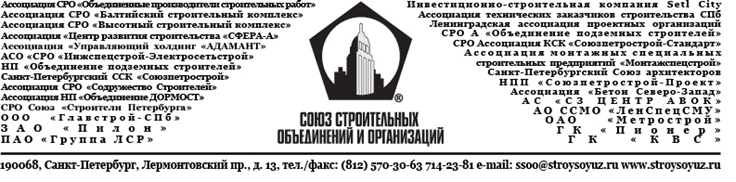 Ассоциация СРО «Объединенные производители строительных работ»
Ассоциация СРО «Балтийский строительный комплекс»
Ассоциация СРО «Высотный строительный комплекс»
Ассоциация «Центр развития строительства «СФЕРА-А»
Ассоциация «Управляющий холдинг «АДАМАНТ»
АСО «СРО «Инжспецстрой-Электросетьстрой»
НП «Объединение подземных строителей»
Санкт-Петербургский ССК «Союзпетрострой»
Ассоциация СРО «Содружество Строителей»
Ассоциация НП «Объединение ДОРМОСТ»
СРО Союз «Строители Петербурга»
ООО «Главстрой-СПб»
ЗАО «Пилон»
ПАО «Группа ЛСР»
®
СОЮЗ СТРОИТЕЛЬНЫХ
ОБЪЕДИНЕНИЙ И ОРГАНИЗАЦИЙ
Инвестиционно-строительная компания Setl City
Ассоциация технических заказчиков строительства СПб
Ленинградская ассоциация проектных организаций
СРО А «Объединение подземных строителей»
СРО Ассоциация КСК «Союзпетрострой-Стандарт»
Ассоциация монтажных специальных
строительных предприятий «Монтажспецстрой»
Санкт-Петербургский Союз архитекторов
НПП «Союзпетрострой-Проект»
Ассоциация «Бетон Северо-Запад»
АС «СЗ ЦЕНТР АВОК»
АО ССМО «ЛенСпецСМУ»
ОАО «Метрострой»
ГК «Пионер»
ГК «КВС»
190068, Санкт-Петербург, Лермонтовский пр., д. 13, тел./факс: (812) 570-30-63 714-23-81 e-mail: ssoo@stroysoyuz.ru www.stroysoyuz.ru